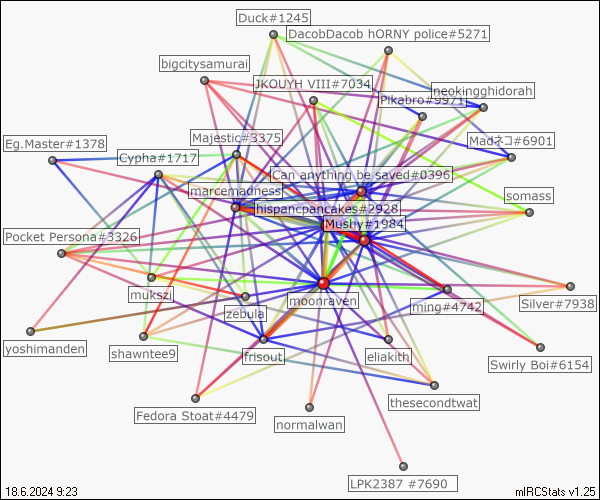 Duck#1245
DacobDacob hORNY police#5271
bigcitysamurai
JKOUYH VIII#7034
neokingghidorah
Pikabro#9971
Eg.Master#1378
Majestic#3375
Madネコ#6901
Cypha#1717
Can anything be saved#0396
marcemadness
somass
hispancpancakes#2928
Mushy#1984
Pocket Persona#3326
mukszi
moonraven
ming#4742
Silver#7938
zebula
yoshimanden
shawntee9
frisout
eliakith
Swirly Boi#6154
thesecondtwat
Fedora Stoat#4479
normalwan
LPK2387 #7690
18.6.2024 9:23
mIRCStats v1.25